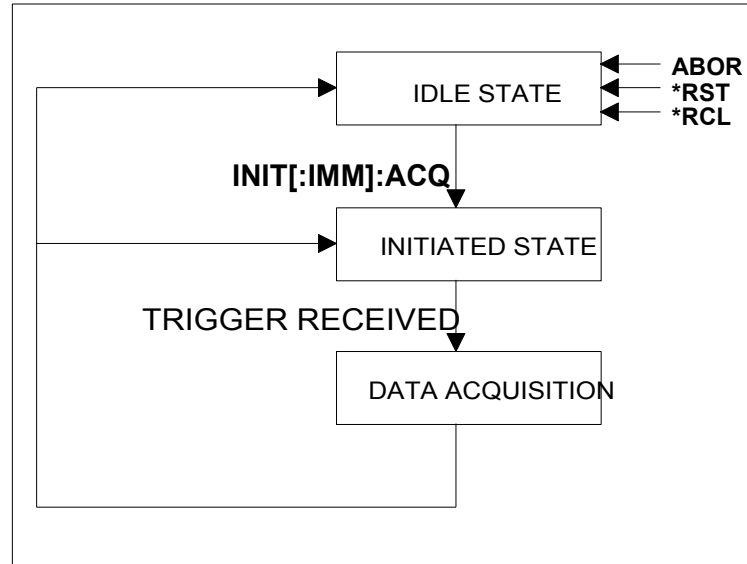 IDLE STATE
ABOR
*RST
*RCL
INIT[:IMM]:ACQ
INITIATED STATE
TRIGGER RECEIVED
DATA ACQUISITION